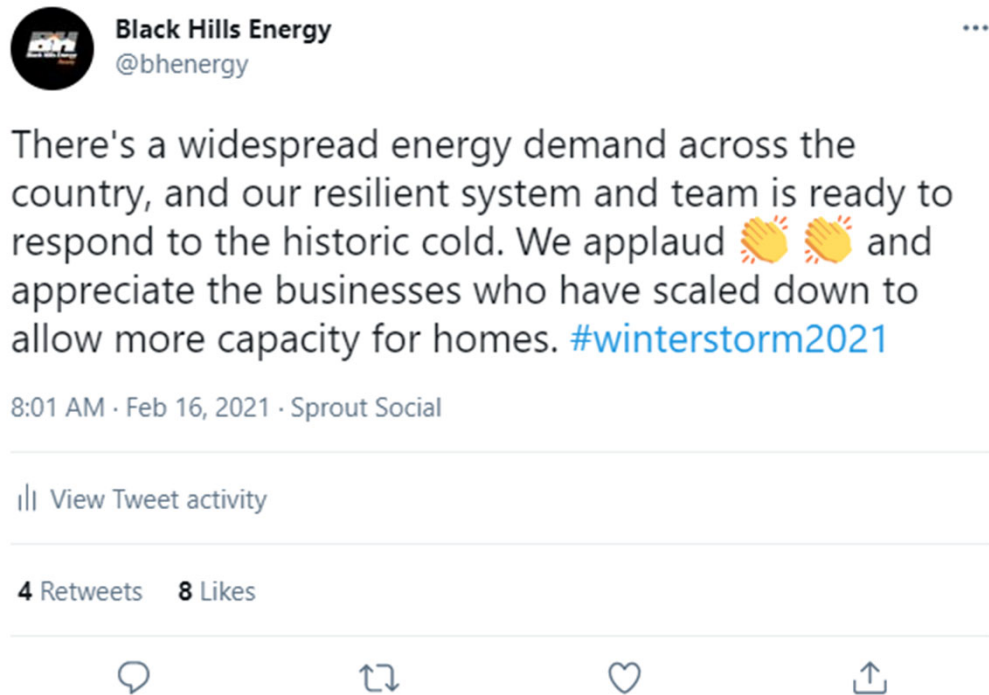 Black Hills Energy
@bhenergy
There's a widespread energy demand across the
country, and our resilient system and team is ready to
respond to the historic cold. We applaud 👏 👏 and
appreciate the businesses who have scaled down to
allow more capacity for homes. #winterstorm2021
8:01 AM · Feb 16, 2021 · Sprout Social
View Tweet activity
4 Retweets 8 Likes